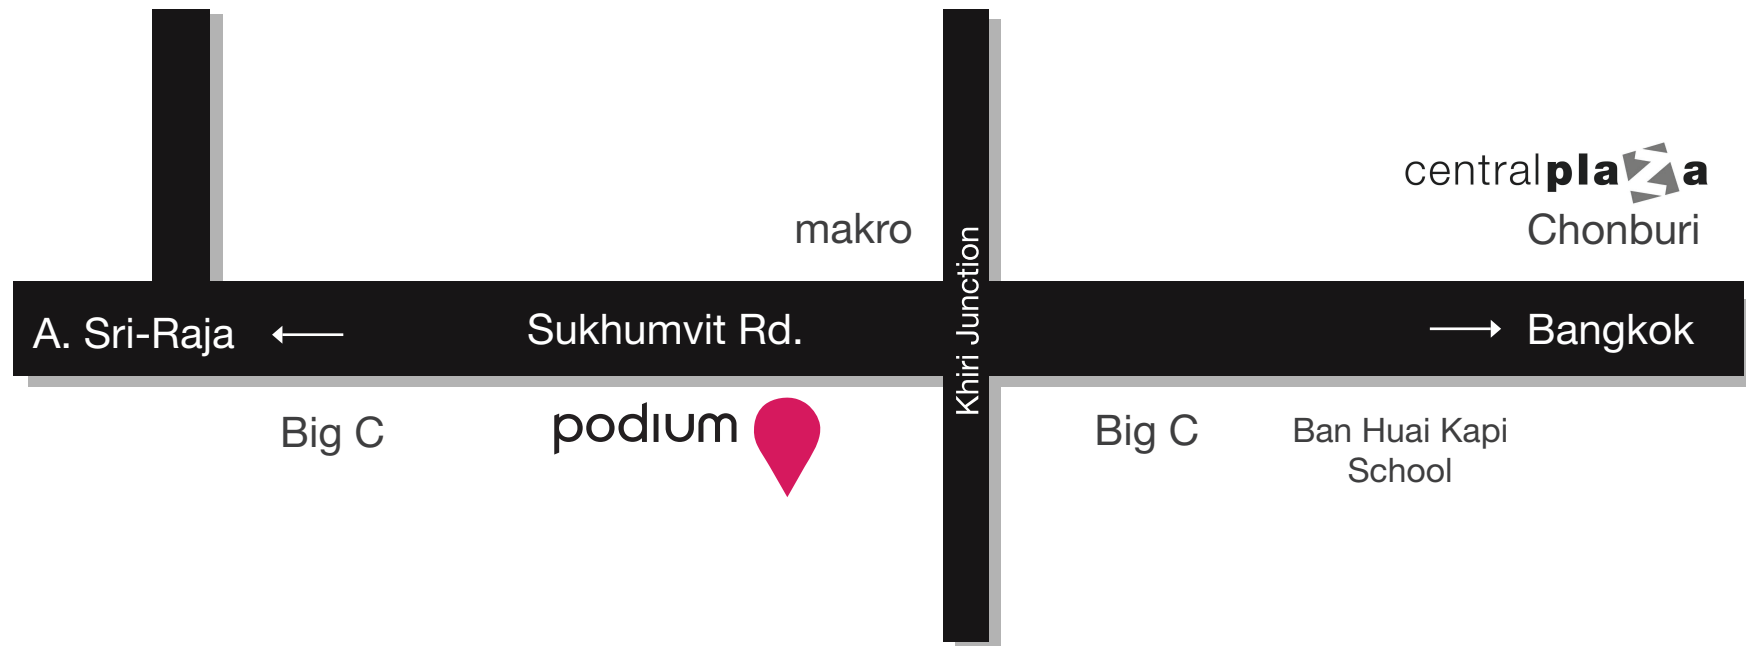 centralplaza
makro
Chonburi
Khiri Junction
A. Sri-Raja
Sukhumvit Rd.
Bangkok
Big C
podium
Big C
Ban Huai Kapi
School